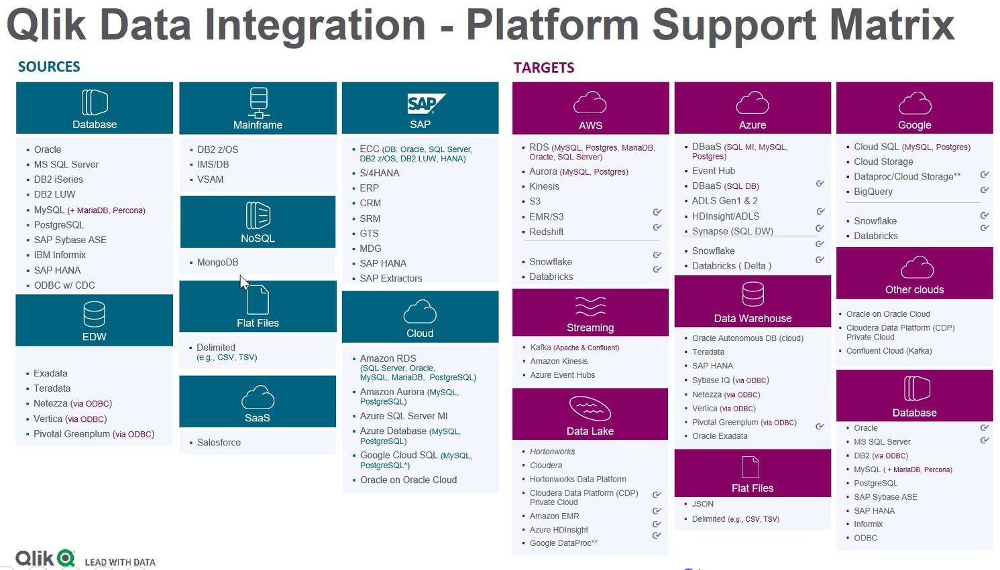 Qlik Data Integration - Platform Support Matrix
SOURCES
Database
Oracle
MS SQL Server
DB2 iSeries
DB2 LUW
MySQL (+ MariaDB, Percona)
PostgreSQL
SAP Sybase ASE
IBM Informix
SAP HANA
ODBC w/ CDC
EDW
Exadata
Teradata
Netezza (via ODBC)
Vertica (via ODBC)
Pivotal Greenplum (via ODBC)
Mainframe
DB2 z/OS
IMS/DB
VSAM
NoSQL
MongoDB
Flat Files
Delimited
(e.g., CSV, TSV)
SaaS
Salesforce
SAP
SAP
ECC (DB: Oracle, SQL Server,
DB2 z/OS, DB2 LUW, HANA)
S/4HANA
ERP
CRM
SRM
GTS
MDG
SAP HANA
SAP Extractors
Cloud
Amazon RDS
(SQL Server, Oracle,
MySQL, MariaDB, PostgreSQL)
Amazon Aurora (MySQL,
PostgreSQL)
Azure SQL Server MI
Azure Database (MySQL,
PostgreSQL)
Google Cloud SQL (MySQL,
PostgreSQL*)
Oracle on Oracle Cloud
TARGETS
AWS
RDS (MySQL, Postgres, MariaDB,
Oracle, SQL Server)
Aurora (MySQL, Postgres)
Kinesis
S3
EMR/S3
Redshift
Snowflake
Databricks
Streaming
Kafka (Apache & Confluent)
Amazon Kinesis
Azure Event Hubs
Data Lake
Hortonworks
Cloudera
Hortonworks Data Platform
Cloudera Data Platform (CDP)
Private Cloud
Amazon EMR
Azure HDInsight
Google DataProc**
Azure
DBaaS (SQL MI, MySQL,
Postgres)
Event Hub
DBaaS (SQL DB)
ADLS Gen1 & 2
HDInsight/ADLS
Synapse (SQL DW)
Snowflake
Databricks ( Delta )
Data Warehouse
Oracle Autonomous DB (cloud)
Teradata
SAP HANA
Sybase IQ (via ODBC)
Netezza (via ODBC)
Vertica (via ODBC)
Pivotal Greenplum (via ODBC)
Oracle Exadata
Flat Files
JSON
Delimited (e.g., CSV, TSV)
Google
Cloud SQL (MySQL, Postgres)
Cloud Storage
Dataproc/Cloud Storage**
BigQuery
Snowflake
Databricks
Other clouds
Oracle on Oracle Cloud
Cloudera Data Platform (CDP)
Private Cloud
Confluent Cloud (Kafka)
Database
Oracle
MS SQL Server
DB2 (via ODBC)
MySQL ( + MariaDB, Percona)
PostgreSQL
SAP Sybase ASE
SAP HANA
Informix
ODBC
Qlik LEAD WITH DATA